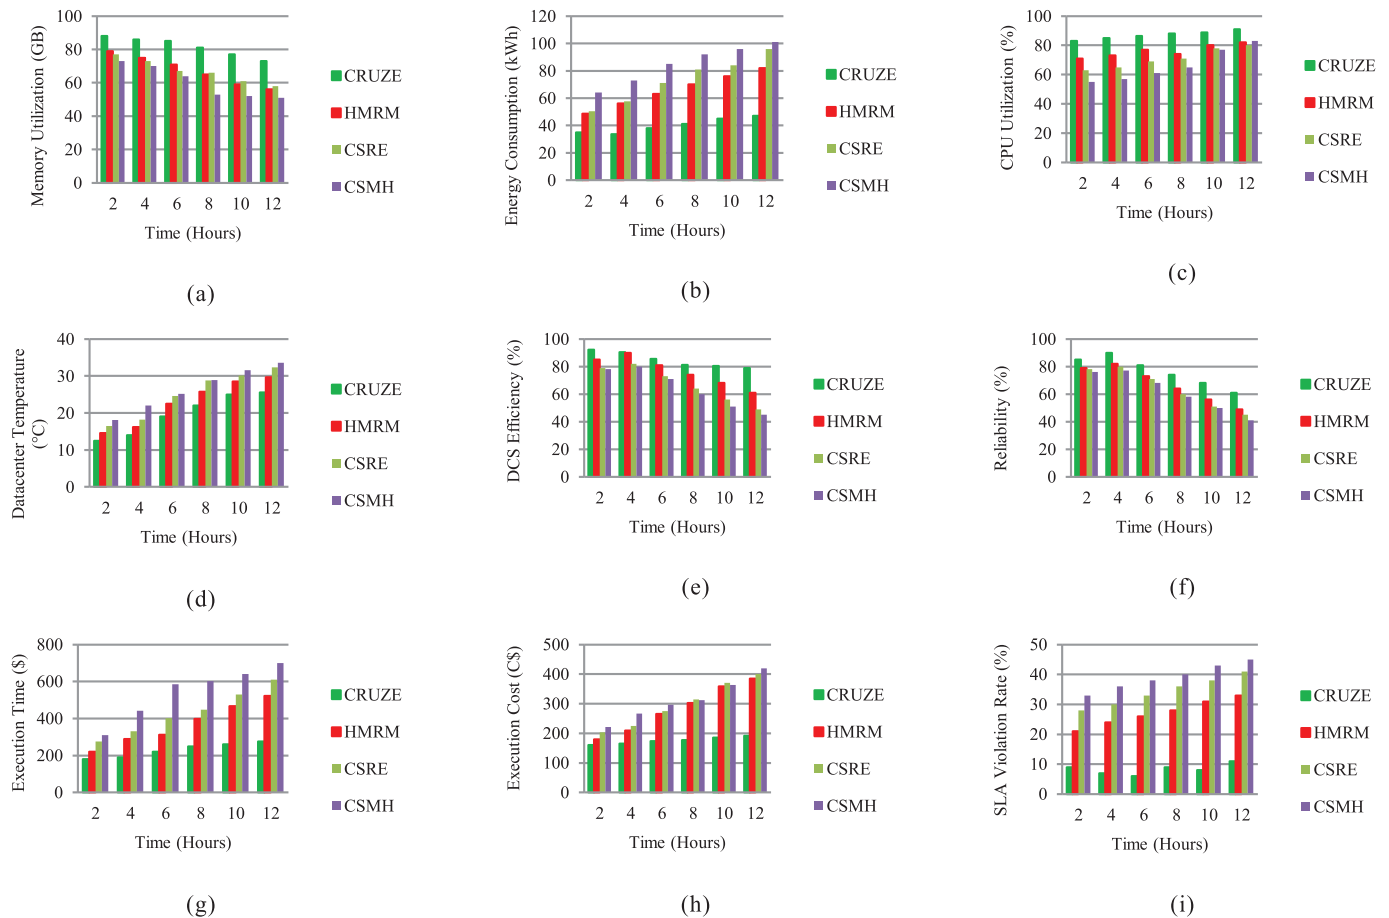 100
80
60
40
20
0
2 4 6 8 10 12
Memory Utilization (GB)
Time (Hours)
CRUZE
HMRM
CSRE
CSMH
(a)
120
100
80
60
40
20
0
2 4 6 8 10 12
Energy Consumption (kWh)
Time (Hours)
CRUZE
HMRM
CSRE
CSMH
(b)
100
80
60
40
20
0
2 4 6 8 10 12
CPU Utilization (%)
Time (Hours)
CRUZE
HMRM
CSRE
CSMH
(c)
40
30
20
10
0
2 4 6 8 10 12
Datacenter Temperature
(°C)
Time (Hours)
CRUZE
HMRM
CSRE
CSMH
(d)
100
80
60
40
20
0
2 4 6 8 10 12
DCS Efficiency (%)
Time (Hours)
CRUZE
HMRM
CSRE
CSMH
(e)
100
80
60
40
20
0
2 4 6 8 10 12
Reliability (%)
Time (Hours)
CRUZE
HMRM
CSRE
CSMH
(f)
800
600
400
200
0
2 4 6 8 10 12
Execution Time ($)
Time (Hours)
CRUZE
HMRM
CSRE
CSMH
(g)
500
400
300
200
100
0
2 4 6 8 10 12
Execution Cost (C$)
Time (Hours)
CRUZE
HMRM
CSRE
CSMH
(h)
50
40
30
20
10
0
2 4 6 8 10 12
SLA Violation Rate (%)
Time (Hours)
CRUZE
HMRM
CSRE
CSMH
(i)